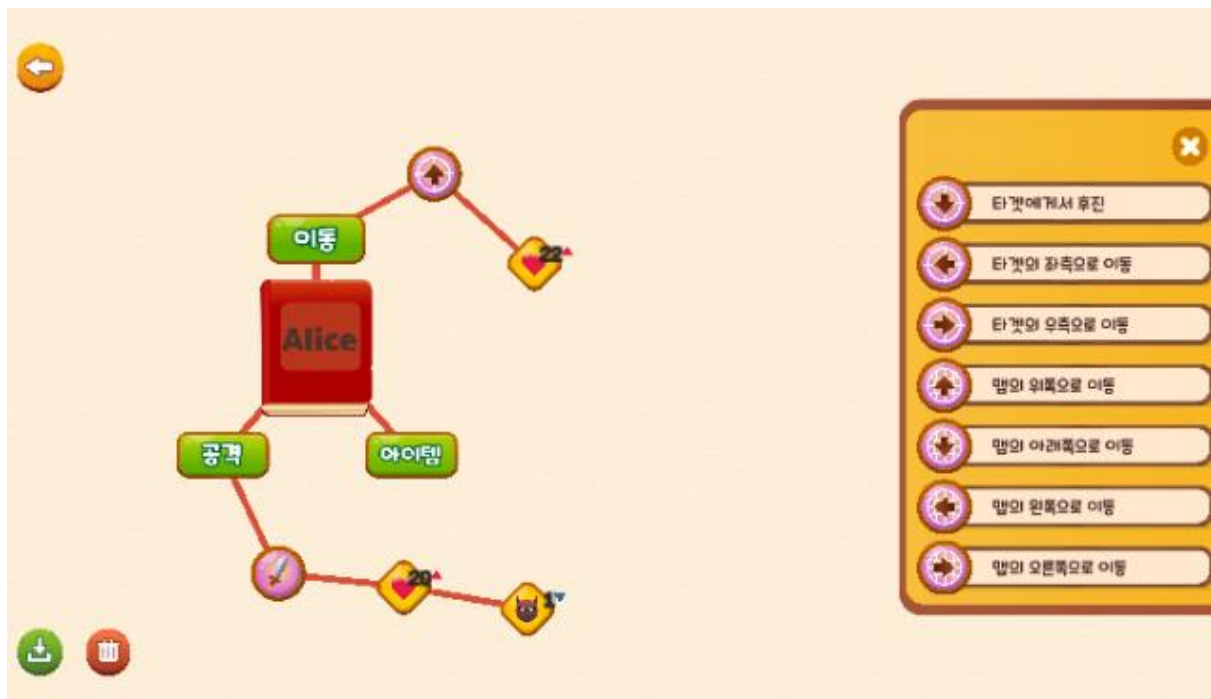 이동
22
Alice
공격
아이템
20
1
타겟에게서 후진
타겟의 좌측으로 이동
타겟의 우측으로 이동
맵의 위쪽으로 이동
맵의 아래쪽으로 이동
맵의 왼쪽으로 이동
맵의 오른쪽으로 이동